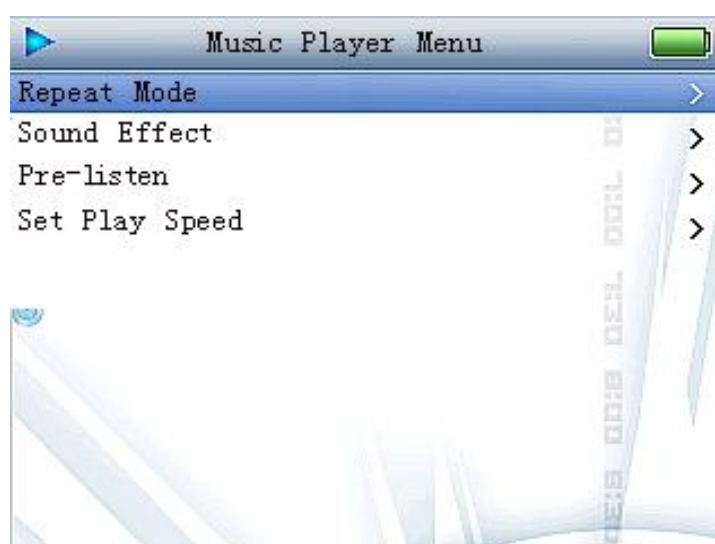 Music Player Menu
Repeat Mode
Sound Effect
Pre-listen
Set Play Speed